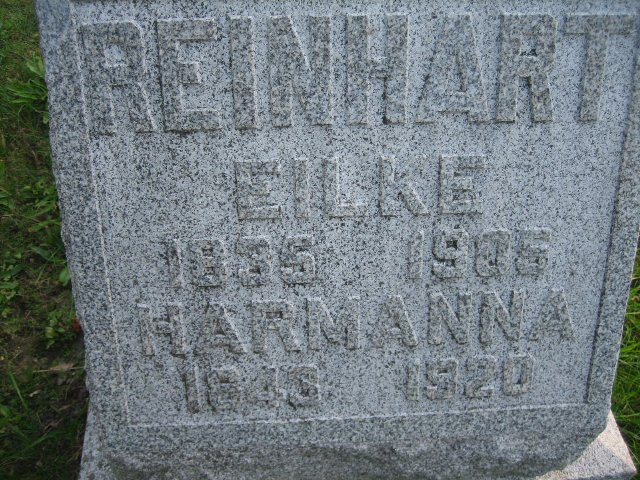 REINHART
EILKE
1835 1905
HARMANNA
1843 1920